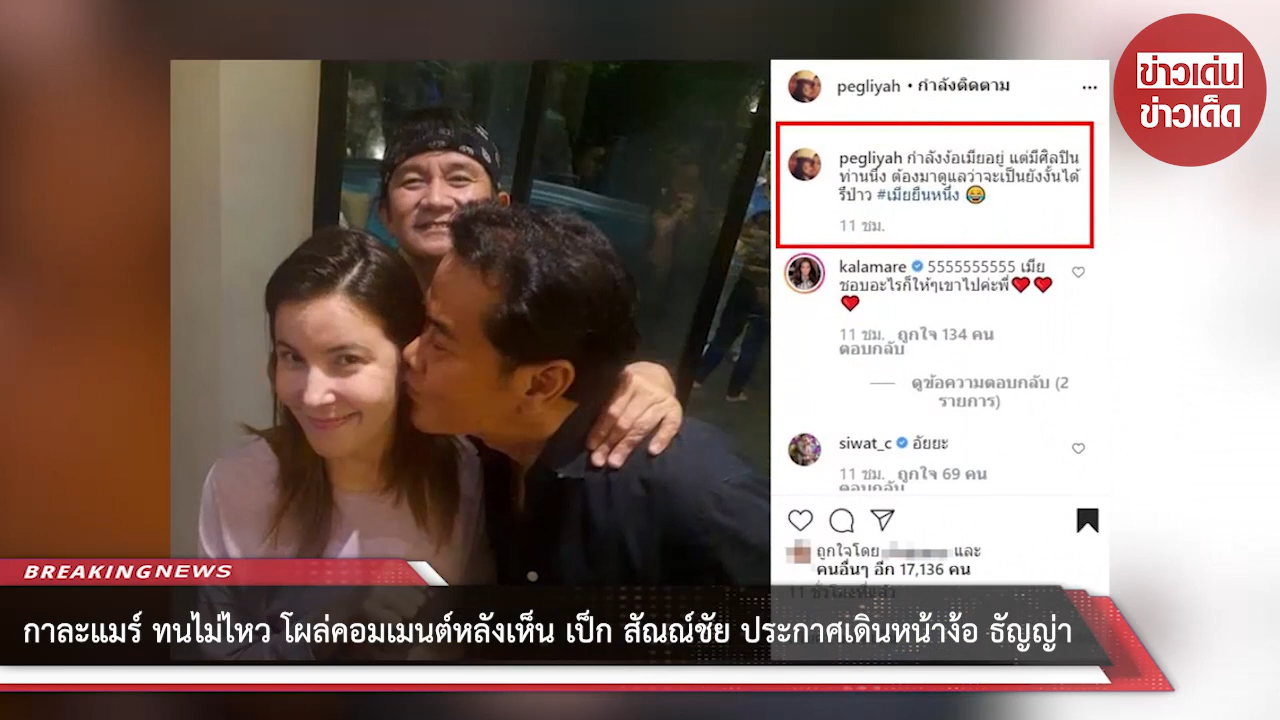 ข่าวเด่น
ข่าวเด็ด
pegliyah • กำลังติดตาม
pegliyah กำลังง้อเมียอยู่ แต่มีศิลปิน
ท่านนึง ต้องมาดูแลว่าจะเป็นยังงั้นได้
รึป่าว #เมียยืนหนึ่ง 😂
11 ชม.
kalamare 5555555555 เมีย
ชอบอะไรก็ให้ๆเขาไปค่ะพี่❤️❤️
❤️
11 ชม. ถูกใจ 134 คน
ตอบกลับ
ดูข้อความตอบกลับ (2
รายการ)
siwat_c อัยยะ
11 ชม. ถูกใจ 69 คน
ตอบกลับ
ถูกใจโดย และ
คนอื่นๆ อีก 17,136 คน
11 ชั่วโมงที่แล้ว
BREAKINGNEWS
กาละแมร์ ทนไม่ไหว โผล่คอมเมนต์หลังเห็น เป็ก สัณณ์ชัย ประกาศเดินหน้าง้อ ธัญญ่า